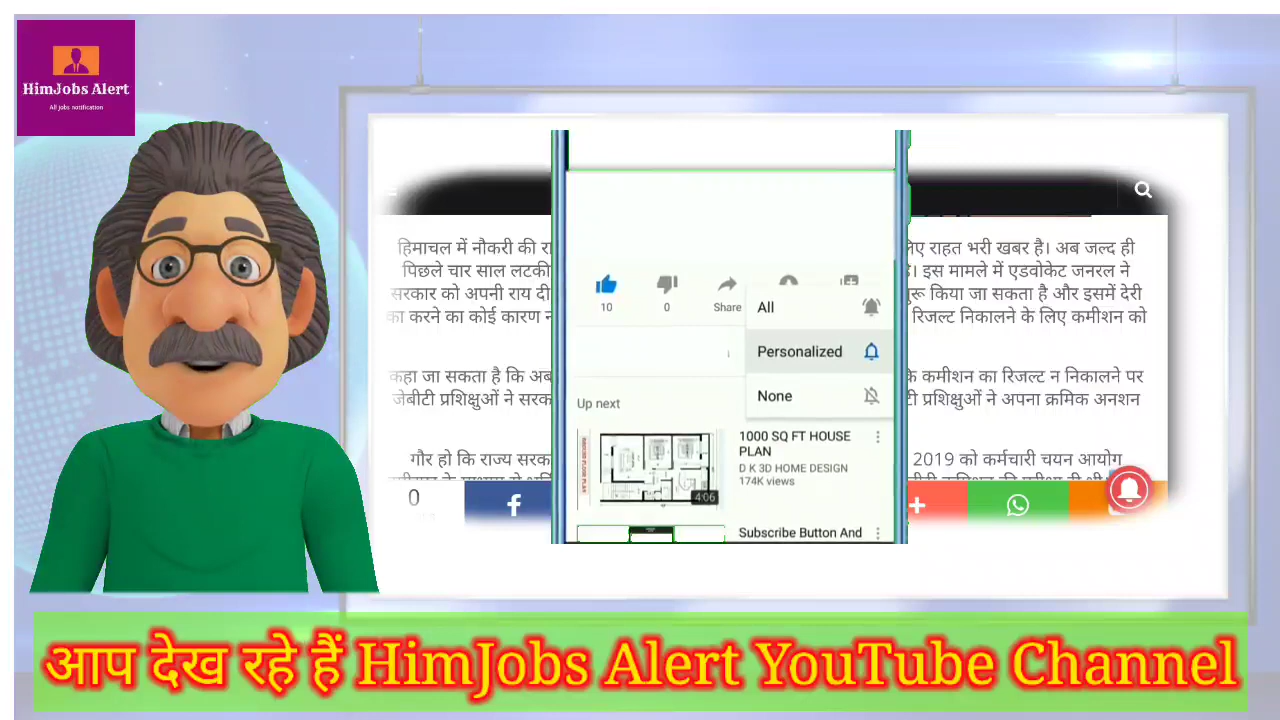 HimJobs Alert
All jobs notification
हिमाचल में नौकरी की
राहत भरी खबर है। अब जल्द ही
पिछले चार साल लटकी
इस मामले में एडवोकेट जनरल ने
सरकार को अपनी राय दी
किया जा सकता है और इसमें देरी
करने का कोई कारण
रिजल्ट निकालने के लिए कमीशन को
कहा जा सकता है कि अब
कमीशन का रिजल्ट न निकालने पर
जेबीटी प्रशिक्षुओं ने
प्रशिक्षुओं ने अपना क्रमिक अनशन
गौर हो कि राज्य
2019 को कर्मचारी चयन आयोग
0
10
0
Share
All
Personalized
None
Up next
1000 SQ FT HOUSE
PLAN
D K 3D HOME DESIGN
174K views
4:06
Subscribe Button And
आप देख रहे हैं HimJobs Alert YouTube Channel